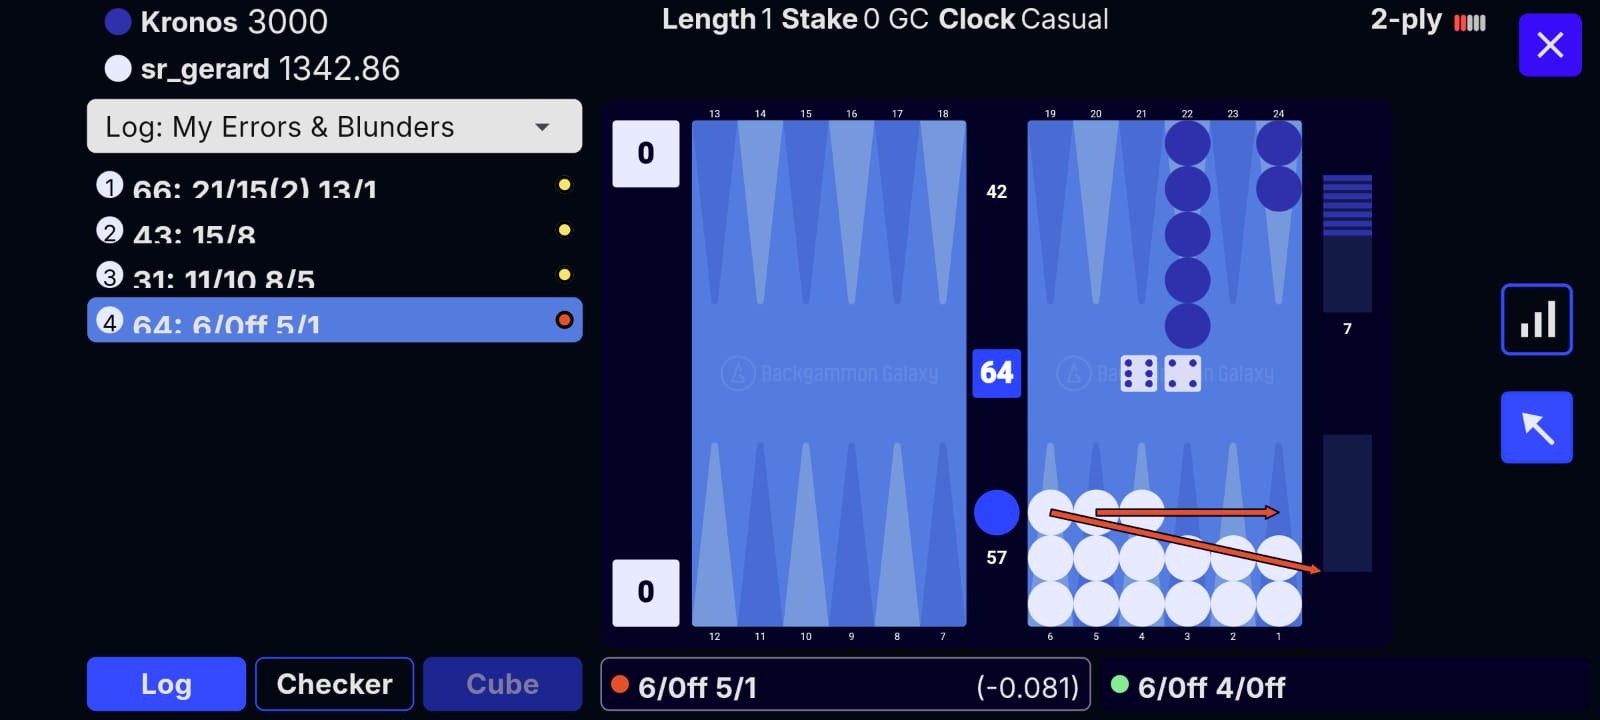 Kronos 3000
sr_gerard 1342.86
Length 1 Stake 0 GC Clock Casual
2-ply
Log: My Errors & Blunders
1 66: 21/15(2) 13/1
2 43: 15/8
3 31: 11/10 8/5
4 64: 6/0ff 5/1
0
13 14 15 16 17 18
42
19 20 21 22 23 24
7
Backgammon Galaxy
64
Ba n Galaxy
57
0
12 11 10 9 8 7
6 5 4 3 2 1
Log
Checker
Cube
6/0ff 5/1 (-0.081)
6/0ff 4/0ff